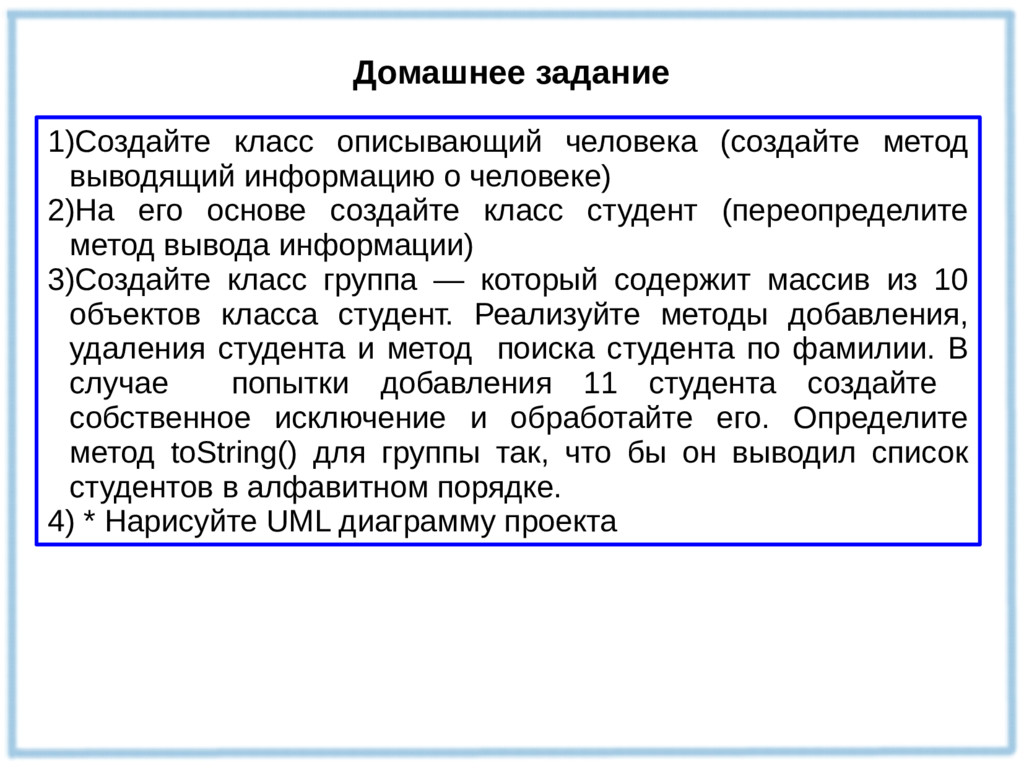 Домашнее задание
1)Создайте класс описывающий человека (создайте метод
выводящий информацию о человеке)
2)На его основе создайте класс студент (переопределите
метод вывода информации)
3)Создайте класс группа — который содержит массив из 10
объектов класса студент. Реализуйте методы добавления,
удаления студента и метод поиска студента по фамилии. В
случае попытки добавления 11 студента создайте
собственное исключение и обработайте его. Определите
метод toString() для группы так, что бы он выводил список
студентов в алфавитном порядке.
4) * Нарисуйте UML диаграмму проекта